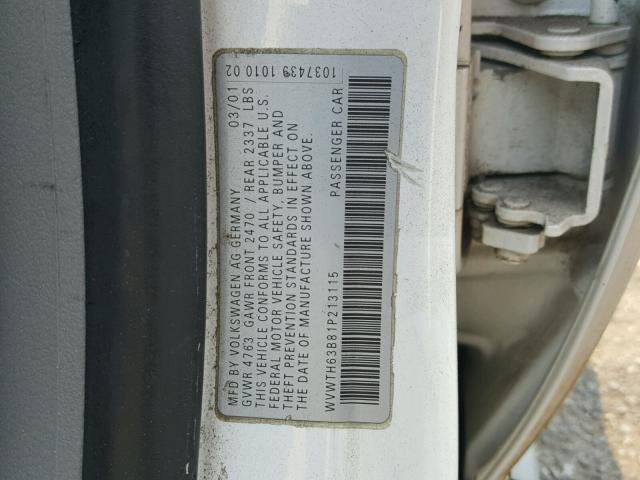 MFD BY VOLKSWAGEN AG GERMANY 03/01
GVWR 4763 GAWR FRONT 2470 / REAR 2337 LBS
THIS VEHICLE CONFORMS TO ALL APPLICABLE U.S.
FEDERAL MOTOR VEHICLE SAFETY, BUMPER AND
THEFT PREVENTION STANDARDS IN EFFECT ON
THE DATE OF MANUFACTURE SHOWN ABOVE.
WVWTH63B81P213115 PASSENGER CAR
1037439 1010 02